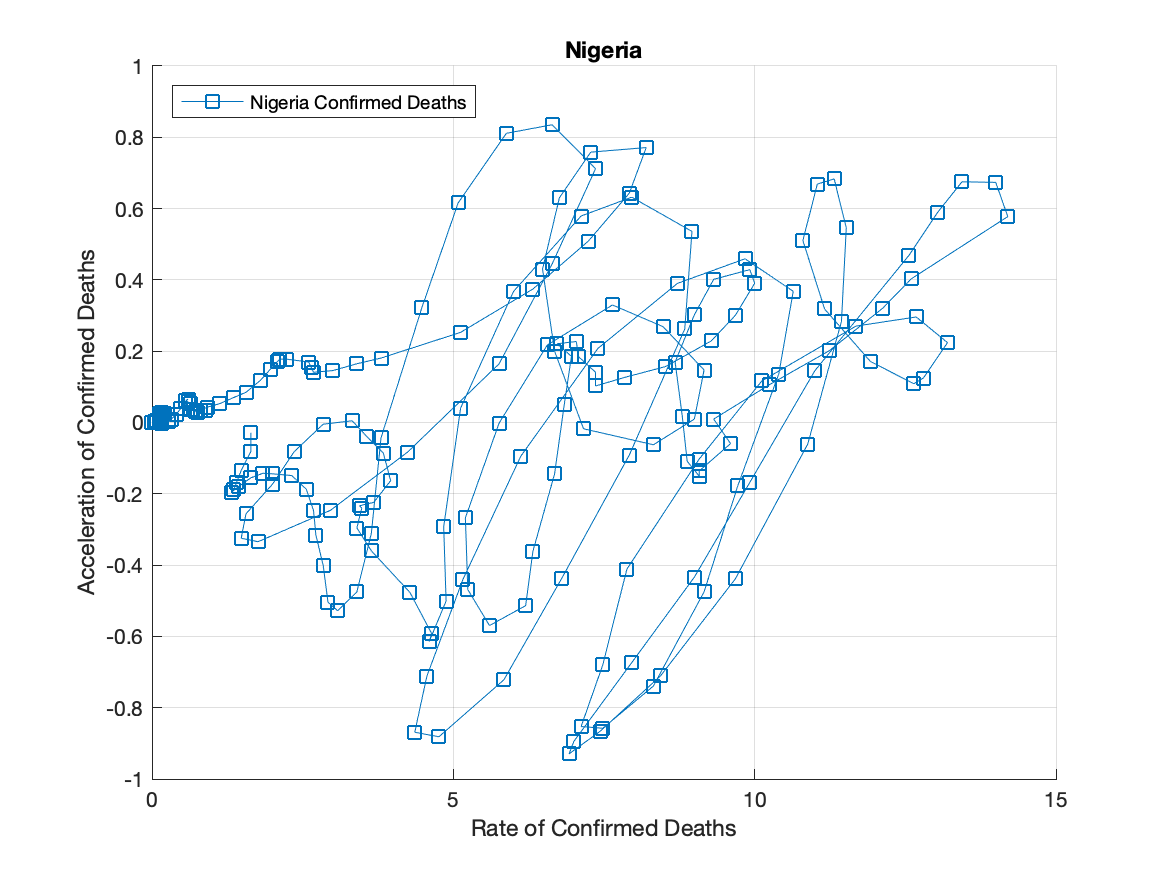 Nigeria
Nigeria Confirmed Deaths
1
0.8
0.6
0.4
0.2
0
-0.2
-0.4
-0.6
-0.8
-1
Acceleration of Confirmed Deaths
0 5 10 15
Rate of Confirmed Deaths